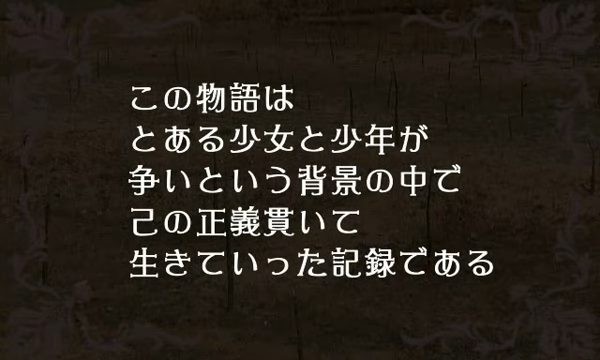 この物語は
とある少女と少年が
争いという背景の中で
己の正義貫いて
生きていった記録である